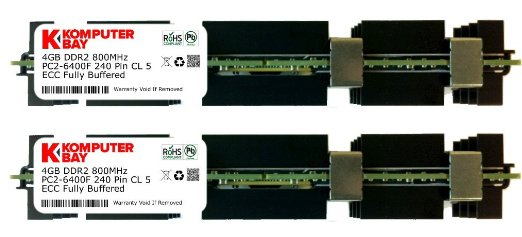 KOMPUTER
BAY
4GB DDR2 800MHz
PC2-6400F 240 Pin CL 5
ECC Fully Buffered
RoHS
COMPLIANT
Pb
Warranty Void If Removed
KOMPUTER
BAY
4GB DDR2 800MHz
PC2-6400F 240 Pin CL 5
ECC Fully Buffered
RoHS
COMPLIANT
Pb
Warranty Void If Removed